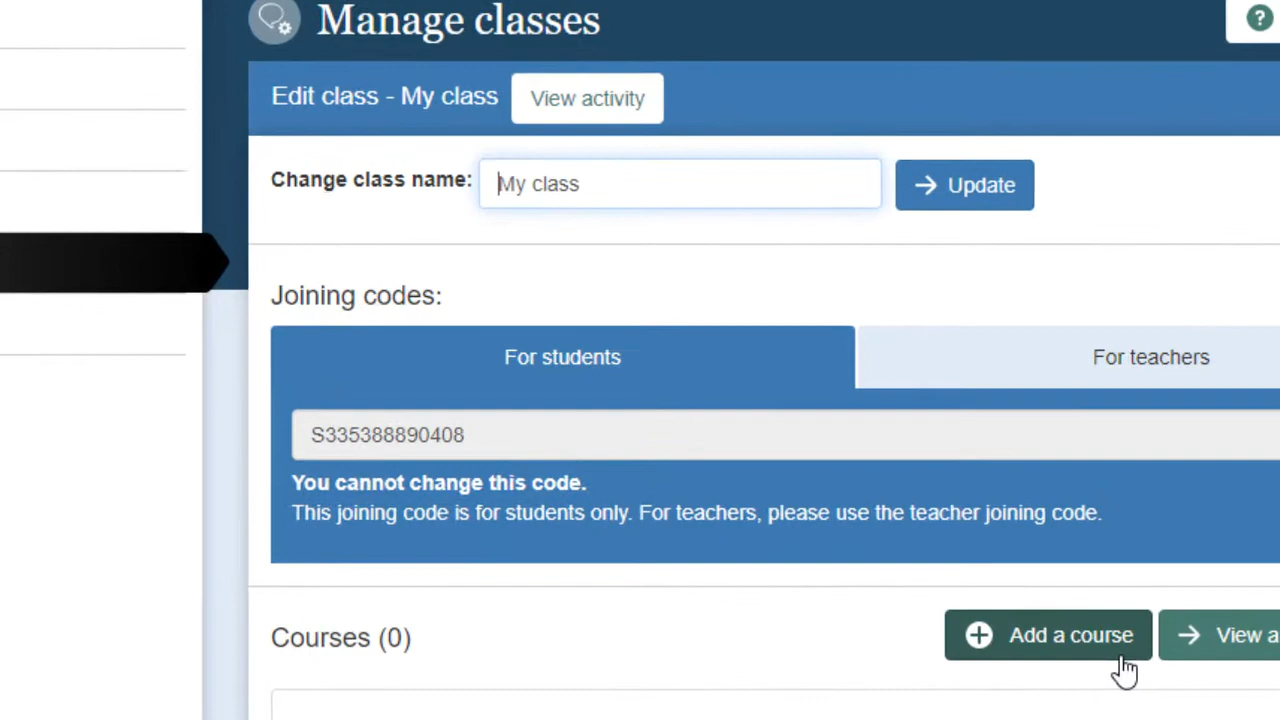 Manage classes
?
Edit class - My class
View activity
Change class name:
My class
Update
Joining codes:
For students
For teachers
S335388890408
You cannot change this code.
This joining code is for students only. For teachers, please use the teacher joining code.
Courses (0)
Add a course
View a